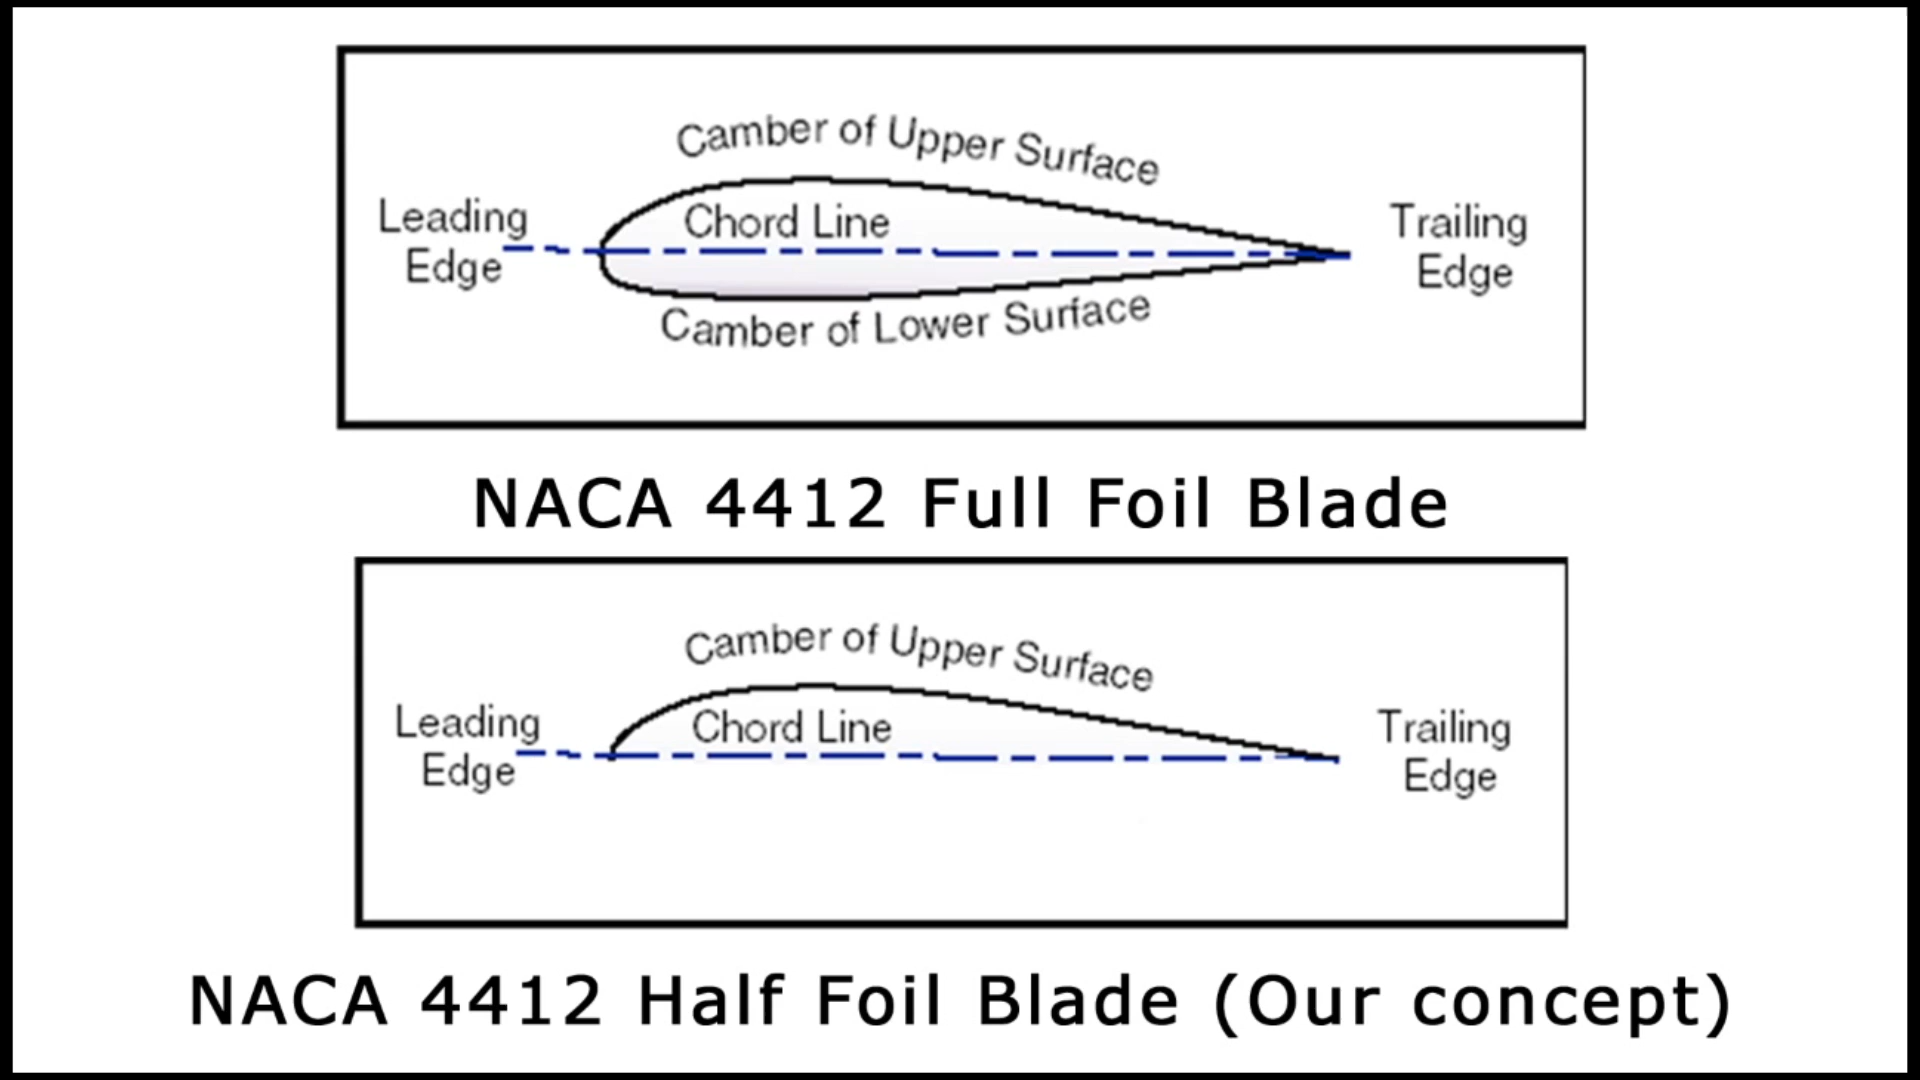 Camber of Upper Surface
Leading
Edge
Chord Line
Trailing
Edge
Camber of Lower Surface
NACA 4412 Full Foil Blade
Camber of Upper Surface
Leading
Edge
Chord Line
Trailing
Edge
NACA 4412 Half Foil Blade (Our concept)